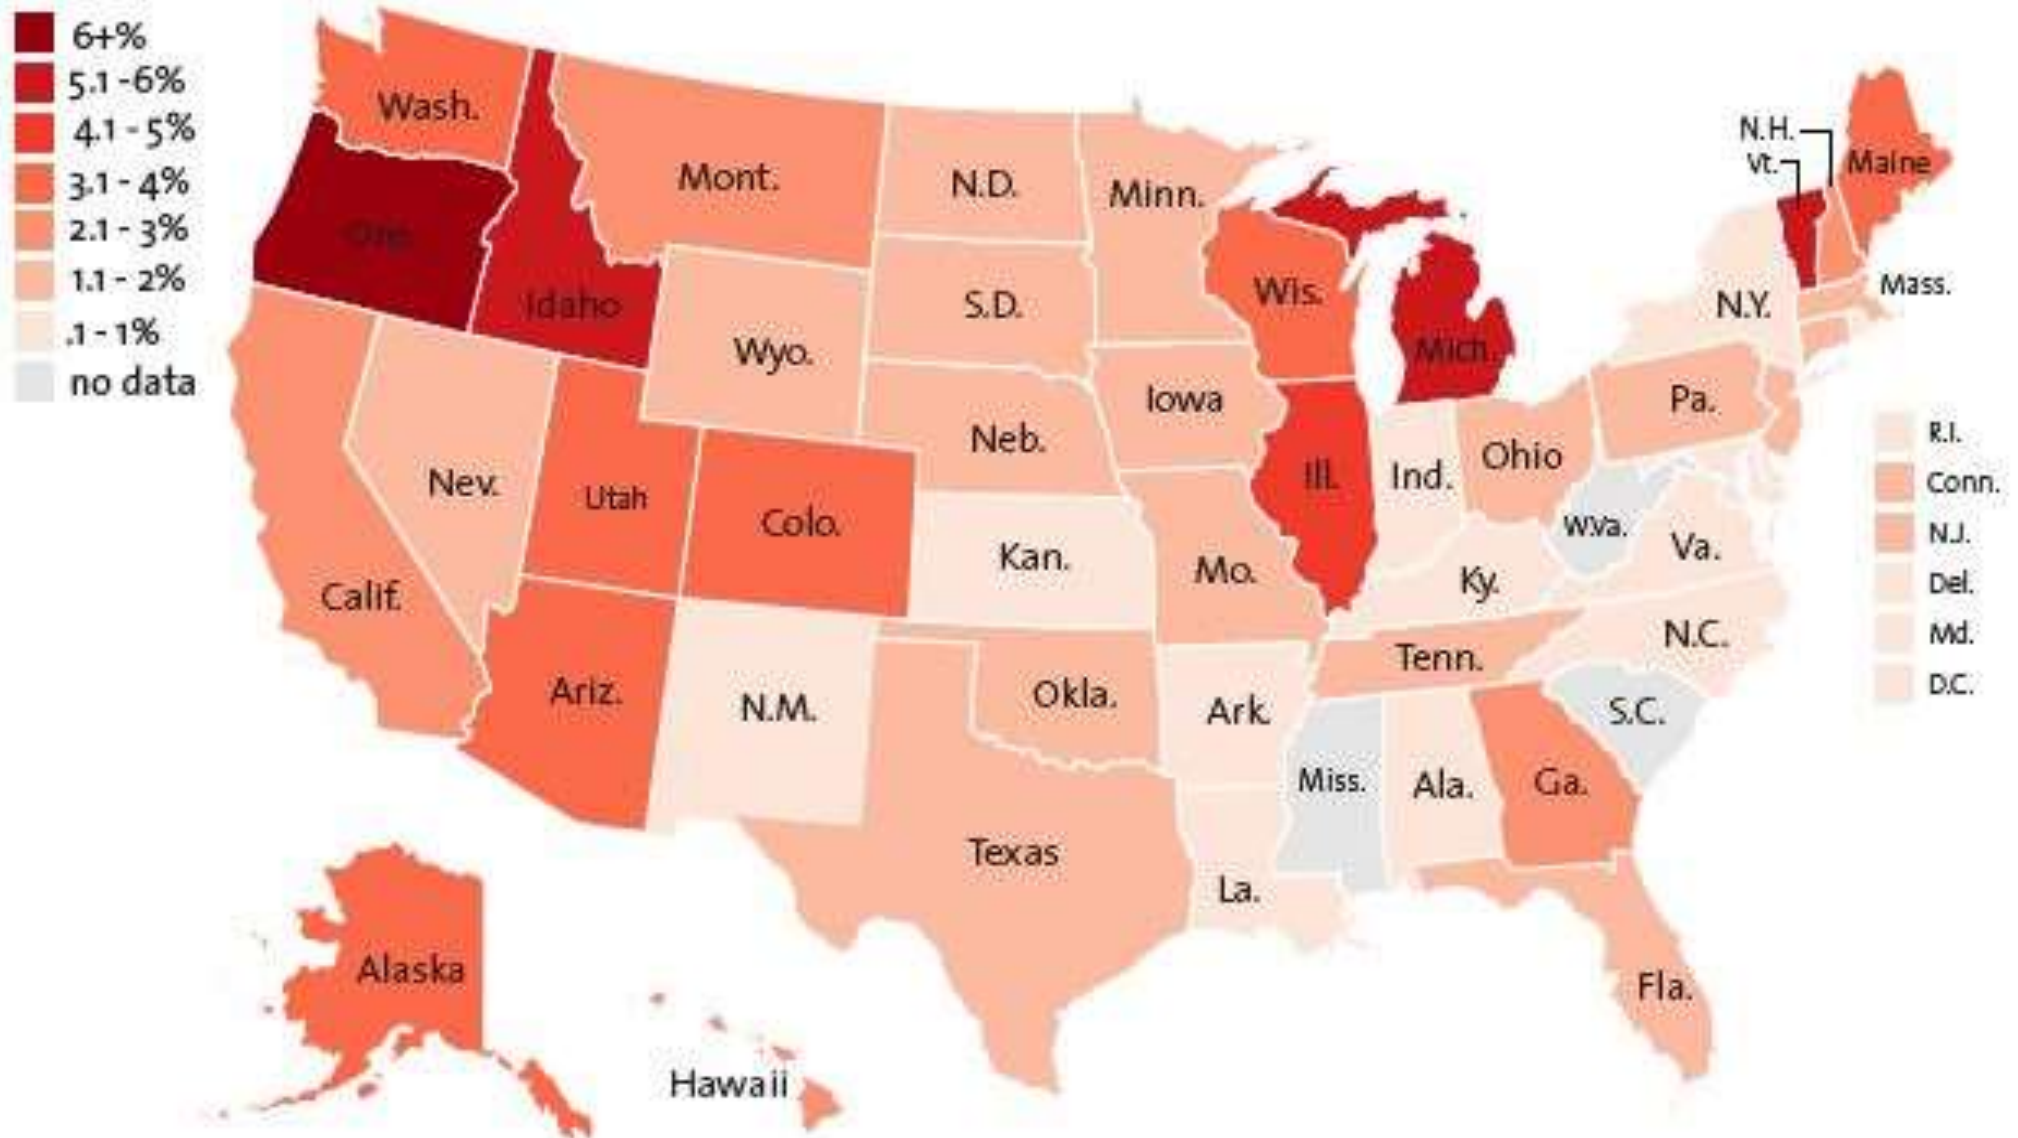 6+%
5.1 - 6%
4.1 - 5%
3.1 - 4%
2.1 - 3%
1.1 - 2%
.1 - 1%
no data
Wash.
Ore.
Idaho
Mont.
N.D.
Minn.
Wis.
Mich.
N.H.
Vt.
Maine
Mass.
N.Y.
Wyo.
S.D.
Iowa
Neb.
Pa.
Ohio
Ind.
Ill.
Nev.
Utah
Colo.
Kan.
Mo.
W.Va.
Va.
Ky.
Calif.
Ariz.
N.M.
Okla.
Ark.
Tenn.
N.C.
S.C.
Miss.
Ala.
Ga.
Texas
La.
Fla.
Alaska
Hawaii
R.I.
Conn.
N.J.
Del.
Md.
D.C.